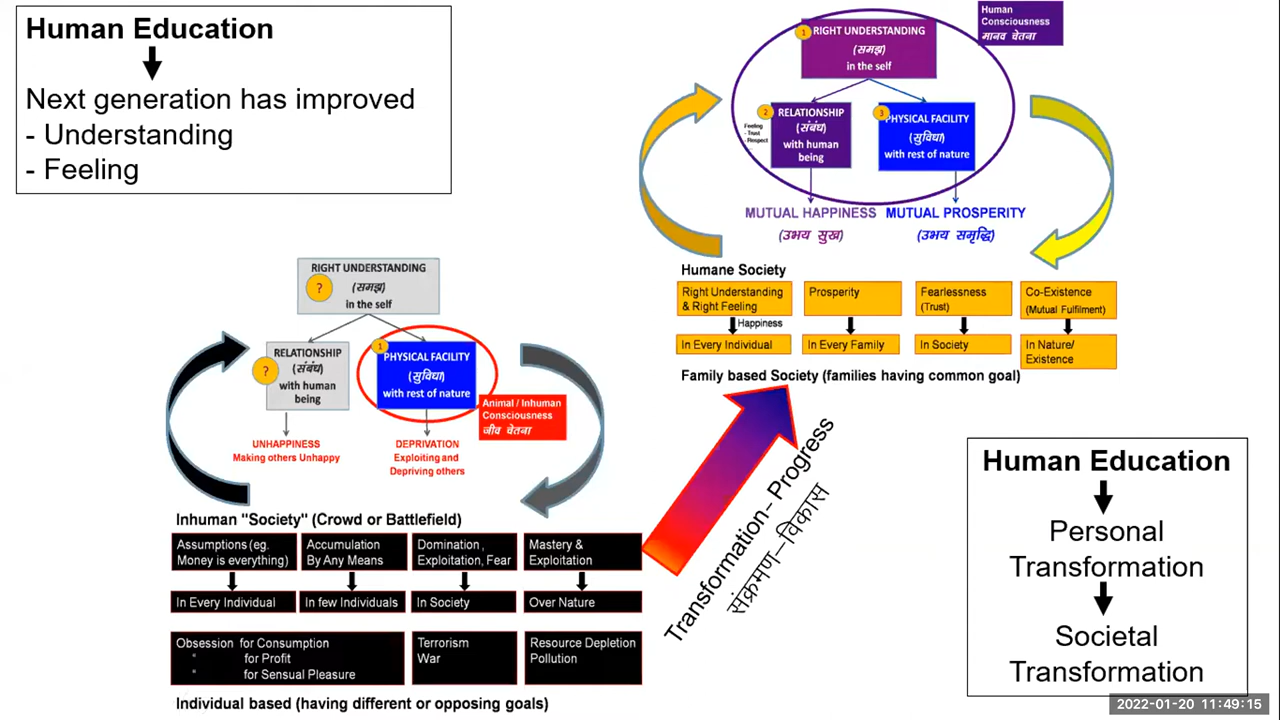 Human Education
Next generation has improved
- Understanding
- Feeling
Human
Consciousness
मानव चेतना
1
RIGHT UNDERSTANDING
(समझ)
in the self
2
RELATIONSHIP
(संबंध)
with human
being
Feeling
- Trust
- Respect
3
PHYSICAL FACILITY
(सुविधा)
with rest of nature
MUTUAL HAPPINESS
(उभय सुख)
MUTUAL PROSPERITY
(उभय समृद्धि)
Humane Society
Right Understanding
& Right Feeling
Happiness
In Every Individual
Prosperity
In Every Family
Fearlessness
(Trust)
In Society
Co-Existence
(Mutual Fulfilment)
In Nature/
Existence
Family based Society (families having common goal)
RIGHT UNDERSTANDING
?
(समझ)
in the self
RELATIONSHIP
?
(संबंध)
with human
being
1
PHYSICAL FACILITY
(सुविधा)
with rest of nature
Animal / Inhuman
Consciousness
जीव चेतना
UNHAPPINESS
Making others Unhappy
DEPRIVATION
Exploiting and
Depriving others
Inhuman "Society" (Crowd or Battlefield)
Assumptions (eg.
Money is everything)
In Every Individual
Accumulation
By Any Means
In few Individuals
Domination,
Exploitation, Fear
In Society
Mastery &
Exploitation
Over Nature
Obsession for Consumption
" for Profit
" for Sensual Pleasure
Terrorism
War
Resource Depletion
Pollution
Individual based (having different or opposing goals)
Transformation- Progress
संक्रमण-विकास
Human Education
Personal
Transformation
Societal
Transformation
2022-01-20 11:49:15